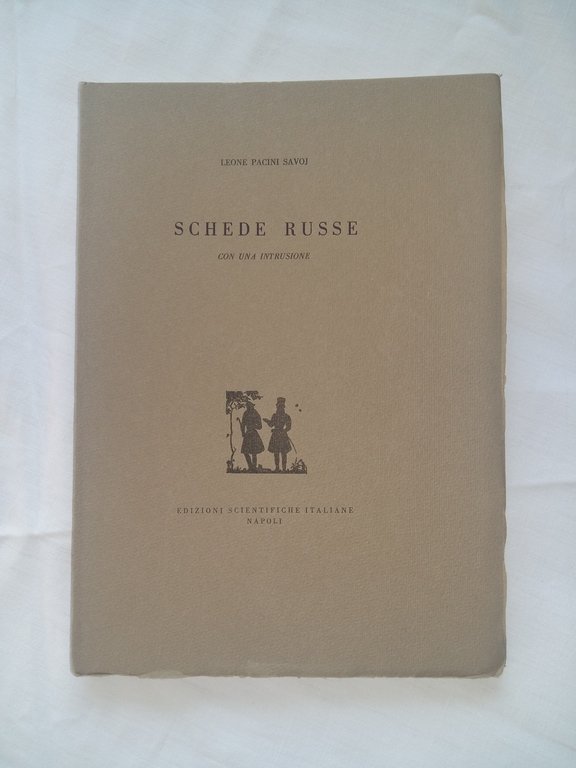 LEONE PACINI SAVOJ
SCHEDE RUSSE
CON UNA INTRUSIONE
EDIZIONI SCIENTIFICHE ITALIANE
NAPOLI